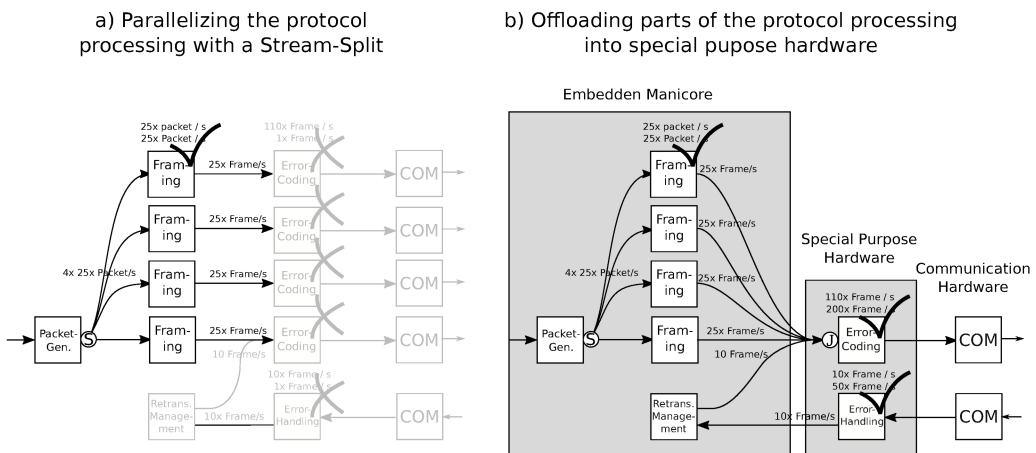 a) Parallelizing the protocol
processing with a Stream-Split
25x packet / s
25x Packet / s
Fram-
ing
25x Frame/s
110x Frame / s
1x Frame / s
Error-
Coding
COM
Fram-
ing
25x Frame/s
Error-
Coding
COM
4x 25x Packet/s
Fram-
ing
25x Frame/s
Error-
Coding
COM
Packet-
Gen.
S
Fram-
ing
25x Frame/s
10 Frame/s
Error-
Coding
COM
Retrans.
Manage-
ment
10x Frame/s
10x Frame / s
1x Frame / s
Error-
Handling
COM
b) Offloading parts of the protocol processing
into special pupose hardware
Embedden Manicore
25x packet / s
25x Packet / s
Fram-
ing
25x Frame/s
Fram-
ing
25x Frame/s
4x 25x Packet/s
Fram-
ing
25x Frame/s
Packet-
Gen.
S
Fram-
ing
25x Frame/s
10 Frame/s
Retrans.
Manage-
ment
10x Frame/s
Special Purpose
Hardware
110x Frame / s
200x Frame / s
J
Error-
Coding
10x Frame / s
50x Frame / s
Error-
Handling
Communication
Hardware
COM
COM